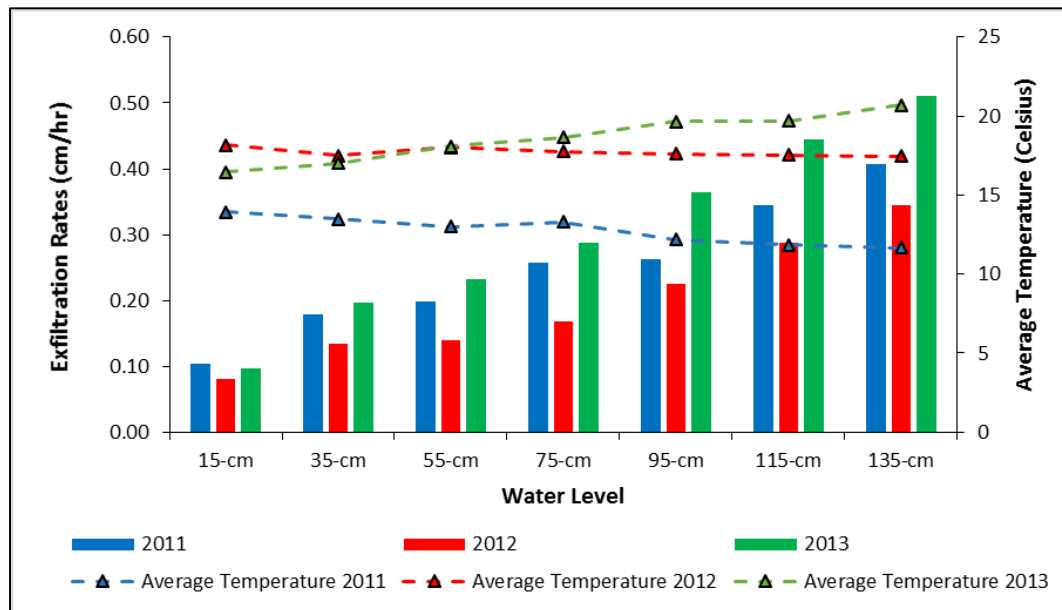 Exfiltration Rates (cm/hr)
0.60
0.50
0.40
0.30
0.20
0.10
0.00
25
20
15
10
5
0
Average Temperature (Celsius)
15-cm 35-cm 55-cm 75-cm 95-cm 115-cm 135-cm
Water Level
2011 2012 2013
Average Temperature 2011 Average Temperature 2012 Average Temperature 2013